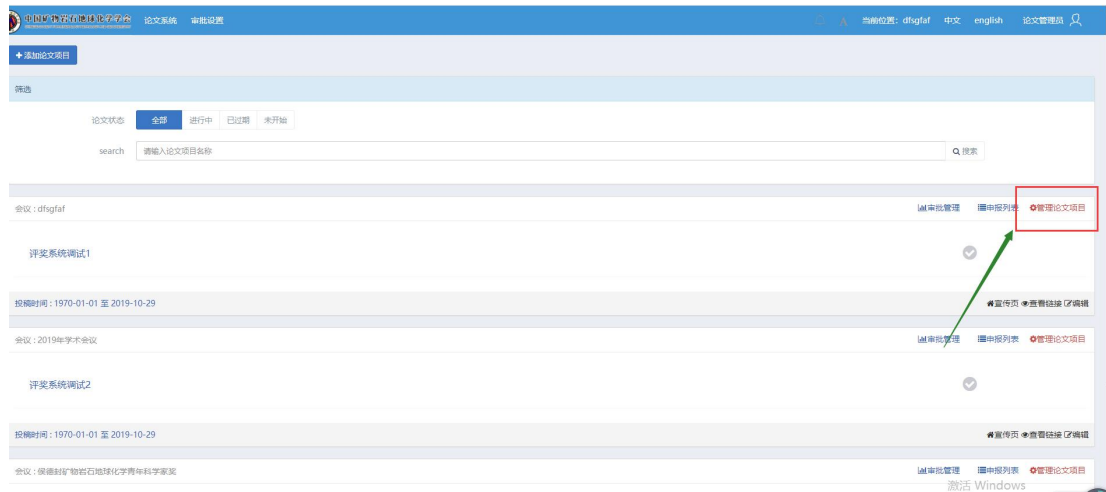 中国矿物岩石地球化学学会 论文系统 审批设置 当前位置：dfsgfaf 中文 english 论文管理员
添加论文项目
筛选
论文状态 全部 进行中 已过期 未开始
search 请输入论文项目名称 搜索
会议 : dfsgfaf 审批管理 申报列表 管理论文项目
评奖系统调试1
投稿时间 : 1970-01-01 至 2019-10-29 宣传页 查看链接 编辑
会议 : 2019年学术会议 审批管理 申报列表 管理论文项目
评奖系统调试2
投稿时间 : 1970-01-01 至 2019-10-29 宣传页 查看链接 编辑
会议 : 侯德封矿物岩石地球化学青年科学家奖 审批管理 申报列表 管理论文项目
激活 Windows